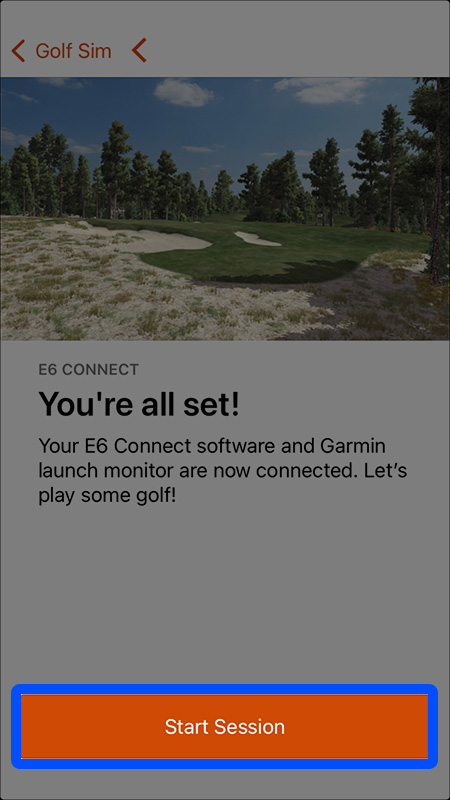 Golf Sim
E6 CONNECT
You're all set!
Your E6 Connect software and Garmin
launch monitor are now connected. Let’s
play some golf!
Start Session